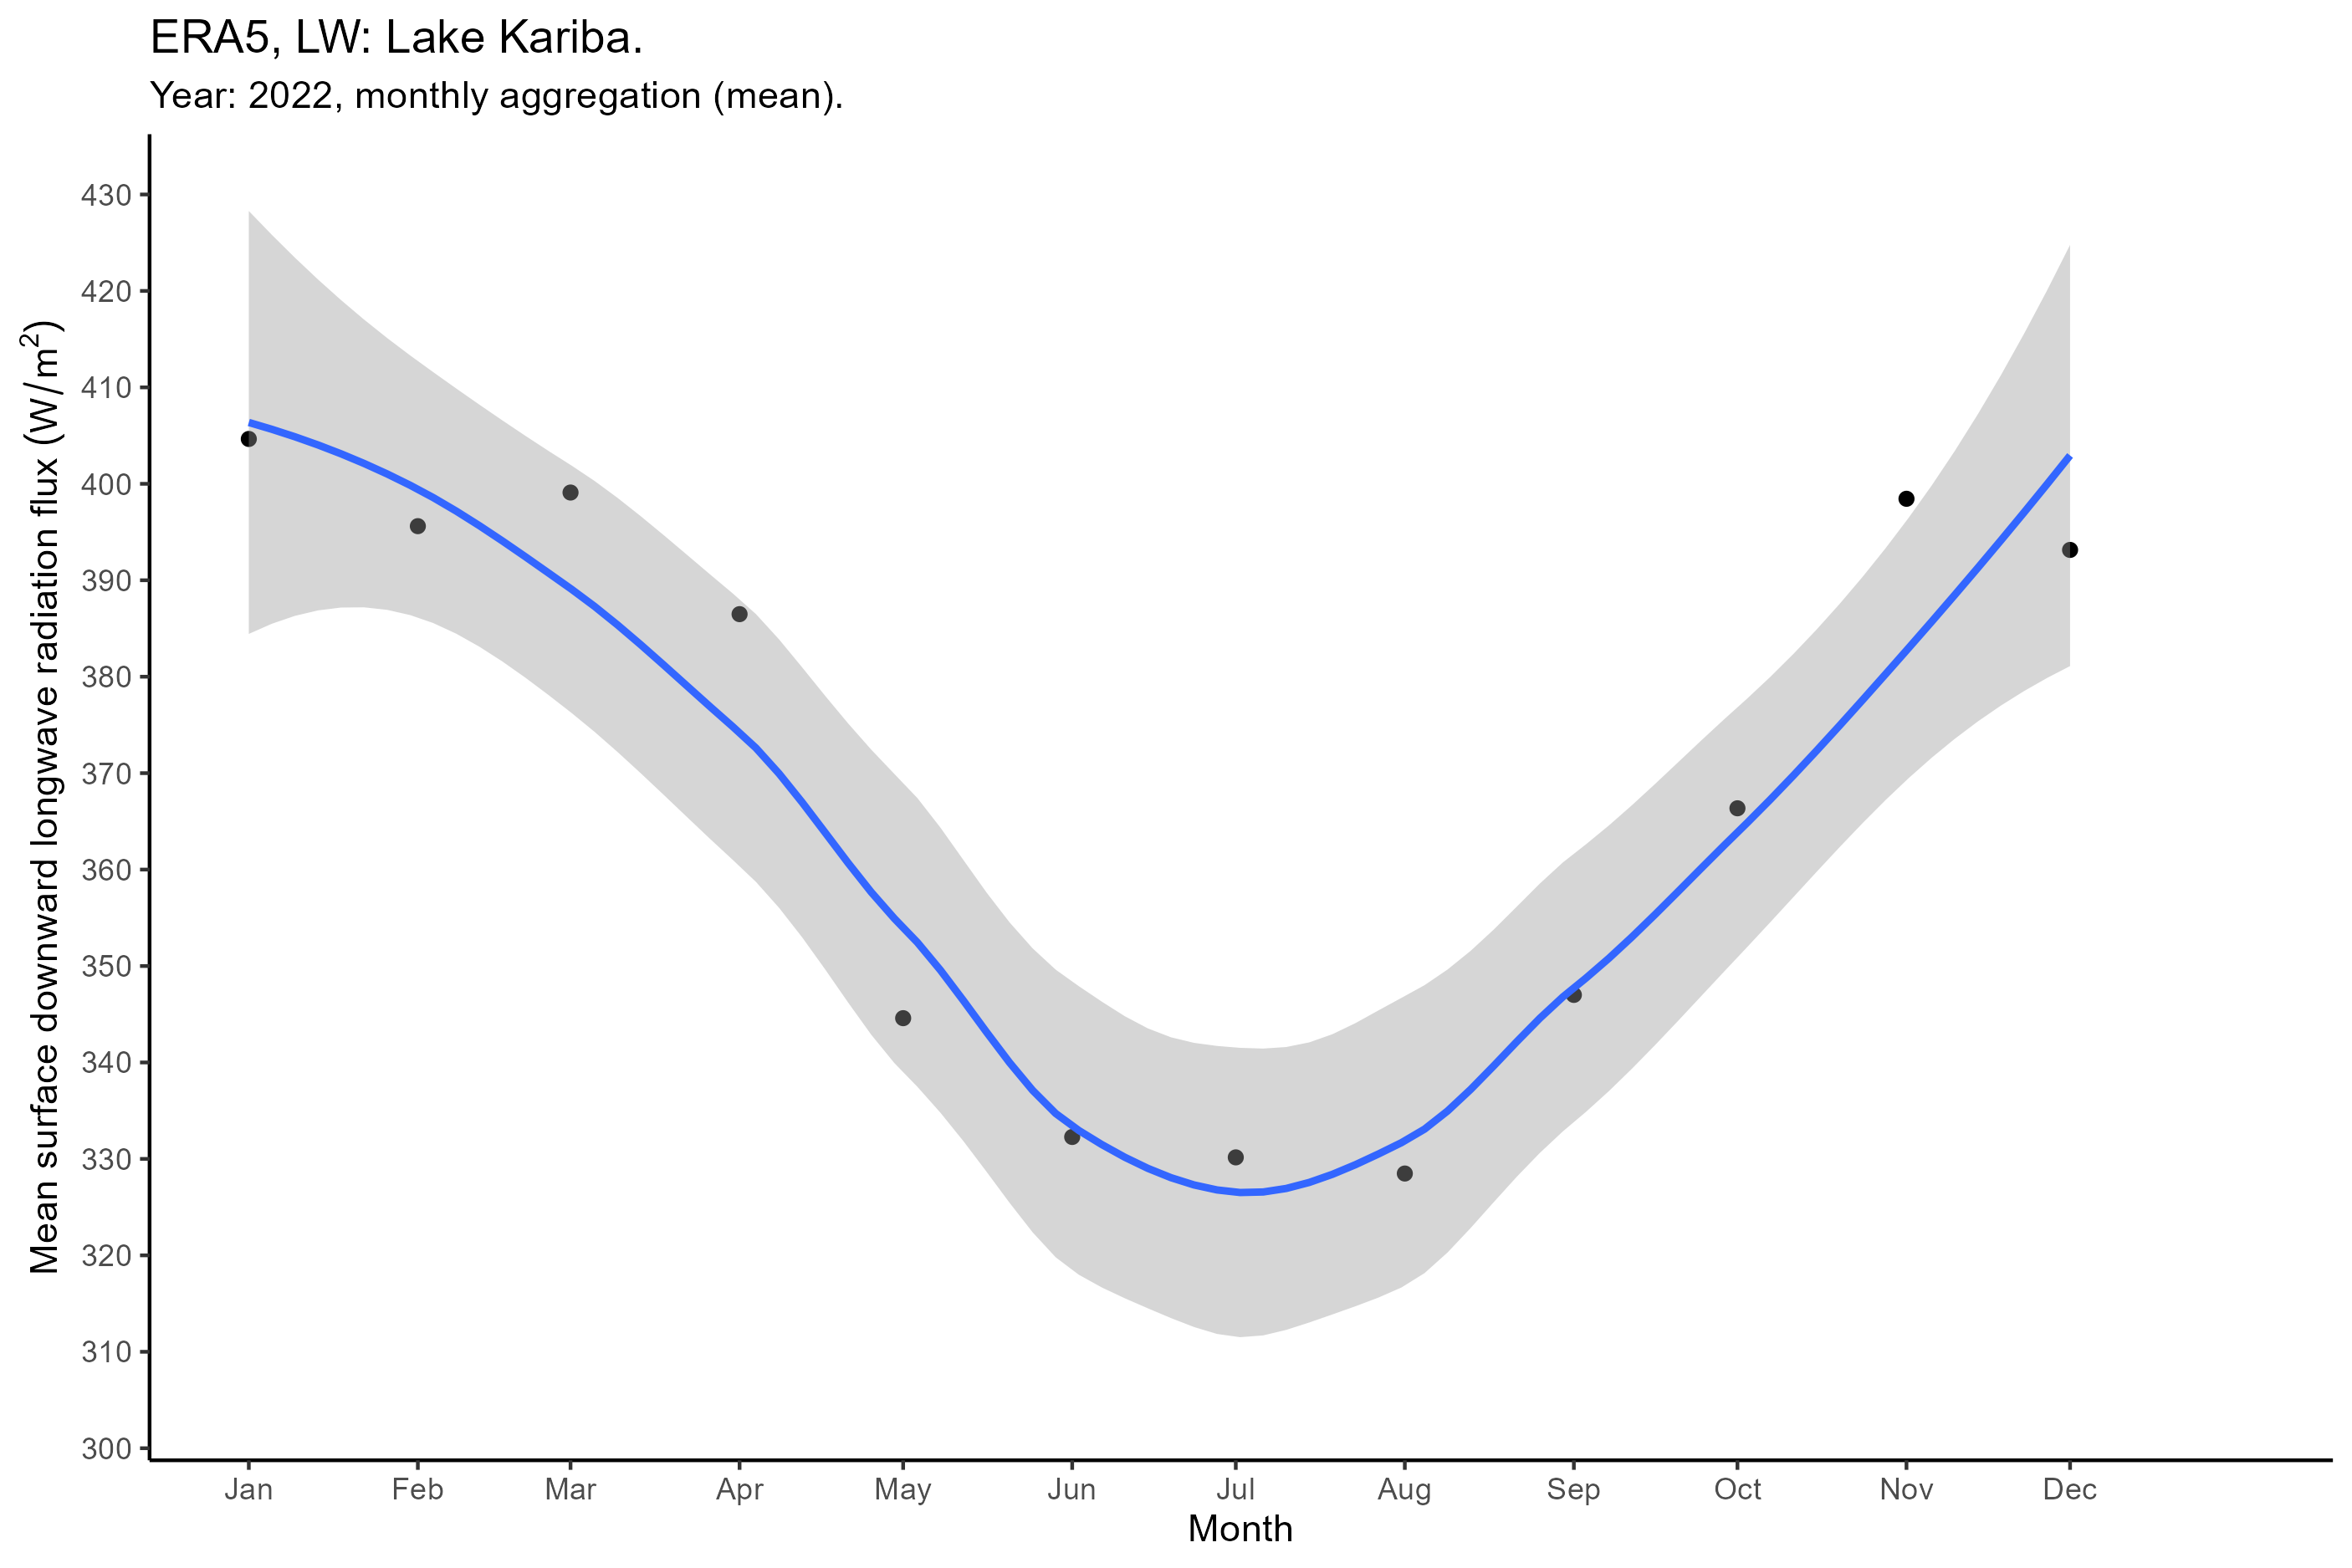 ERA5, LW: Lake Kariba.
Year: 2022, monthly aggregation (mean).
Mean surface downward longwave radiation flux (W/m²)
430
420
410
400
390
380
370
360
350
340
330
320
310
300
Jan Feb Mar Apr May Jun Jul Aug Sep Oct Nov Dec
Month